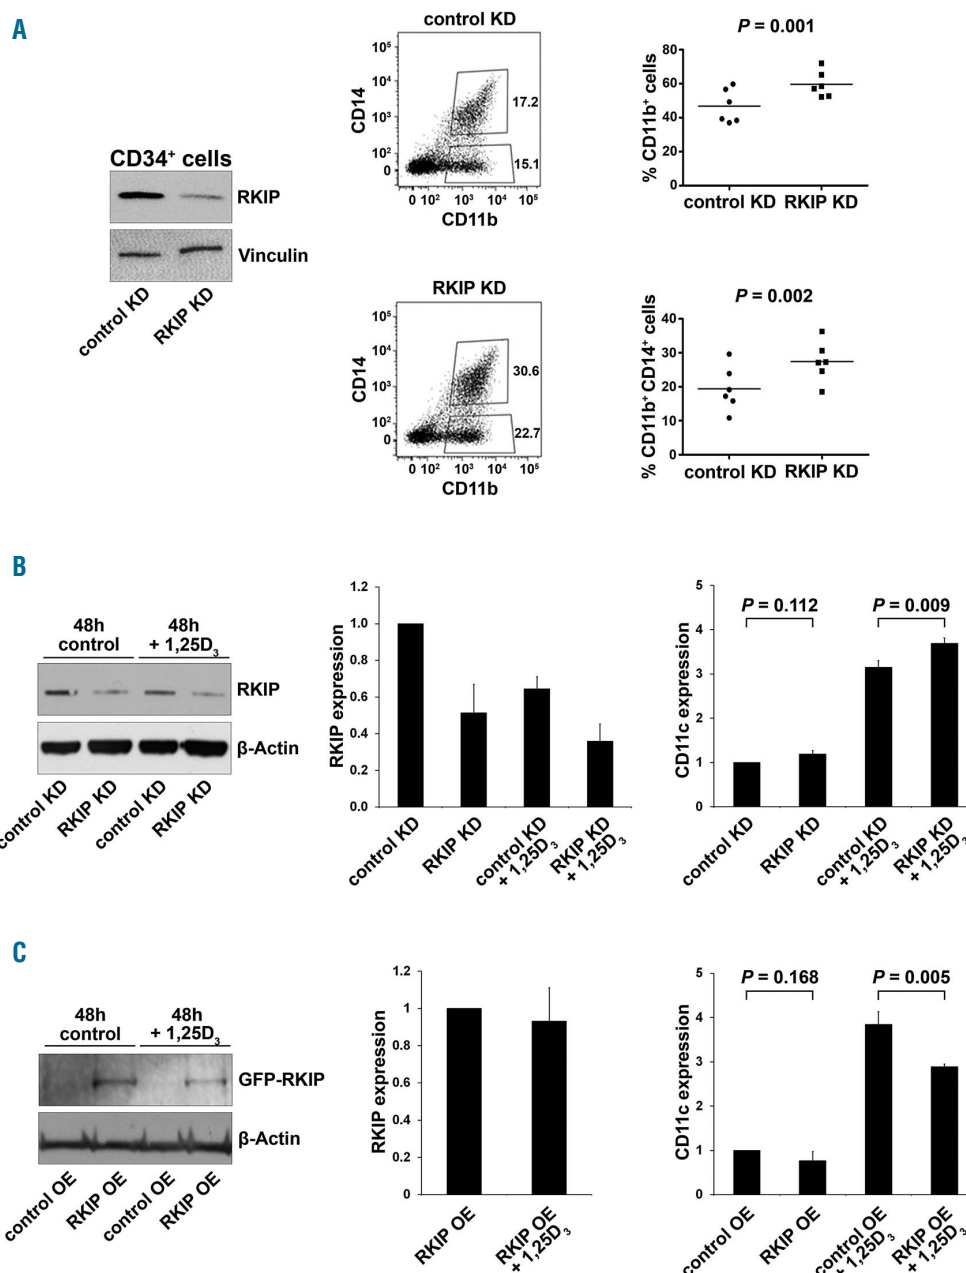 A
CD34⁺ cells
RKIP
Vinculin
control KD
RKIP KD
control KD
CD14
10⁵
10⁴
10³
10²
0
17.2
15.1
0 10² 10³ 10⁴ 10⁵
CD11b
P = 0.001
% CD11b⁺ cells
80
60
40
20
0
control KD RKIP KD
RKIP KD
CD14
10⁵
10⁴
10³
10²
0
30.6
22.7
0 10² 10³ 10⁴ 10⁵
CD11b
P = 0.002
% CD11b⁺ CD14⁺ cells
40
30
20
10
0
control KD RKIP KD
B
48h
control
48h
+ 1,25D₃
RKIP
β-Actin
control KD
RKIP KD
control KD
RKIP KD
RKIP expression
1.2
1.0
0.8
0.6
0.4
0.2
0.0
control KD
RKIP KD
control KD
+ 1,25D₃
RKIP KD
+ 1,25D₃
CD11c expression
5
4
3
2
1
0
P = 0.112
P = 0.009
control KD
RKIP KD
control KD
+ 1,25D₃
RKIP KD
+ 1,25D₃
C
48h
control
48h
+ 1,25D₃
GFP-RKIP
β-Actin
control OE
RKIP OE
control OE
RKIP OE
RKIP expression
1.2
1
0.8
0.6
0.4
0.2
0
RKIP OE
RKIP OE
+ 1,25D₃
CD11c expression
5
4
3
2
1
0
P = 0.168
P = 0.005
control OE
RKIP OE
control OE
+ 1,25D₃
RKIP OE
+ 1,25D₃